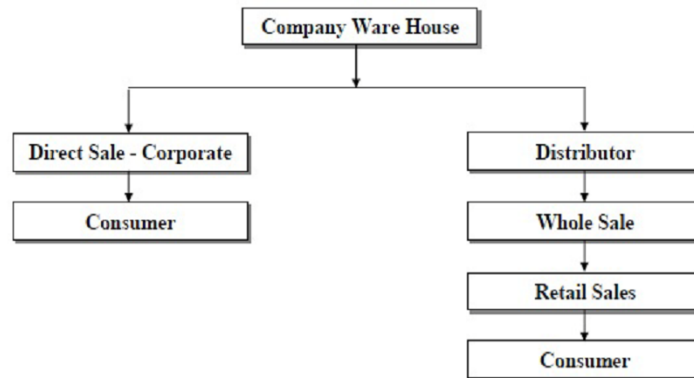 Company Ware House
Direct Sale - Corporate
Consumer
Distributor
Whole Sale
Retail Sales
Consumer